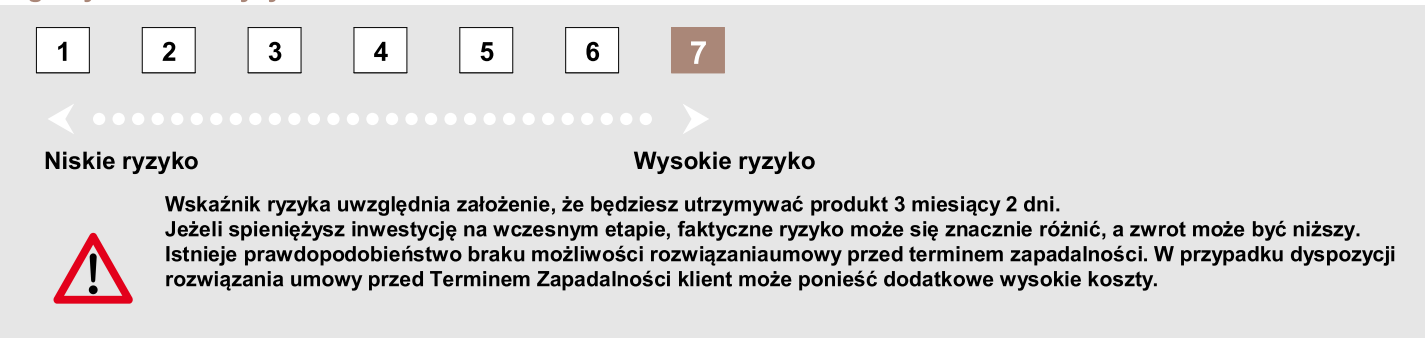 1 2 3 4 5 6 7
Niskie ryzyko Wysokie ryzyko
Wskaźnik ryzyka uwzględnia założenie, że będziesz utrzymywać produkt 3 miesiący 2 dni.
Jeżeli spieniężysz inwestycję na wczesnym etapie, faktyczne ryzyko może się znacznie różnić, a zwrot może być niższy.
Istnieje prawdopodobieństwo braku możliwości rozwiązaniaumowy przed terminem zapadalności. W przypadku dyspozycji
rozwiązania umowy przed Terminem Zapadalności klient może ponieść dodatkowe wysokie koszty.